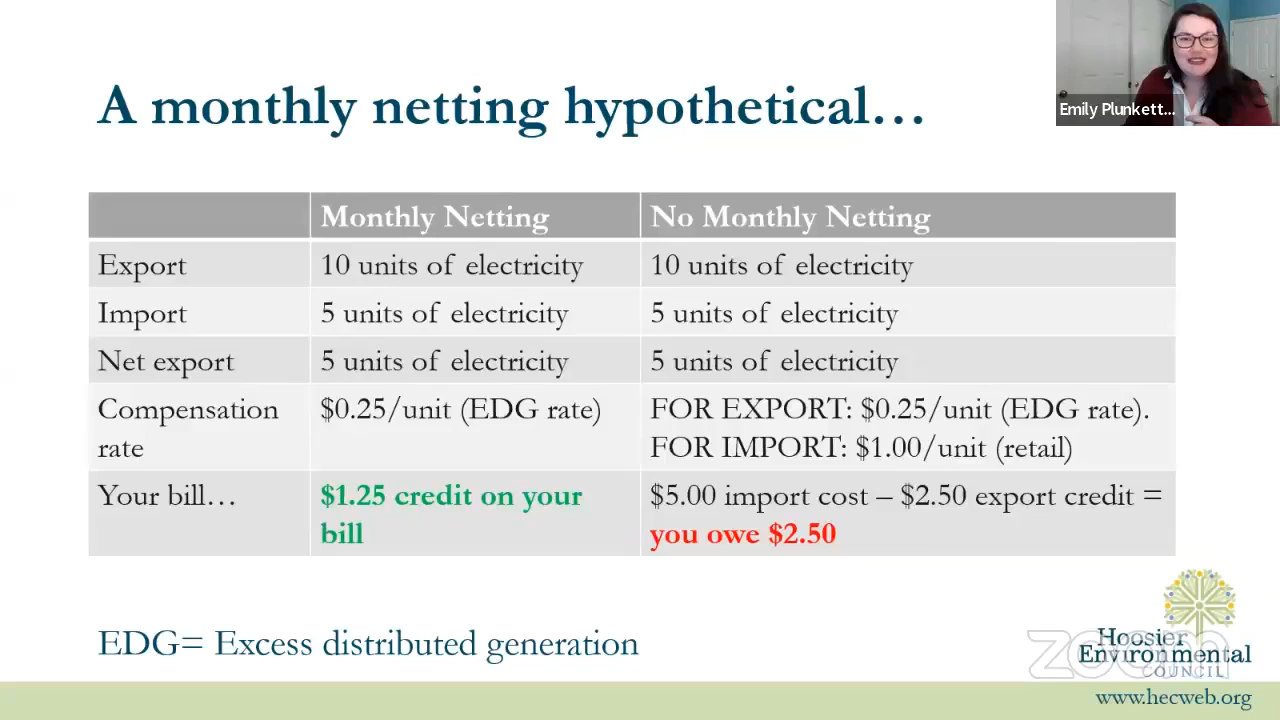 A monthly netting hypothetical…
Emily Plunkett...
Monthly Netting No Monthly Netting
Export 10 units of electricity 10 units of electricity
Import 5 units of electricity 5 units of electricity
Net export 5 units of electricity 5 units of electricity
Compensation $0.25/unit (EDG rate) FOR EXPORT: $0.25/unit (EDG rate).
rate FOR IMPORT: $1.00/unit (retail)
Your bill… $1.25 credit on your $5.00 import cost – $2.50 export credit =
bill you owe $2.50
EDG= Excess distributed generation
zoom
Hoosier
Environmental
COUNCIL
www.hecweb.org